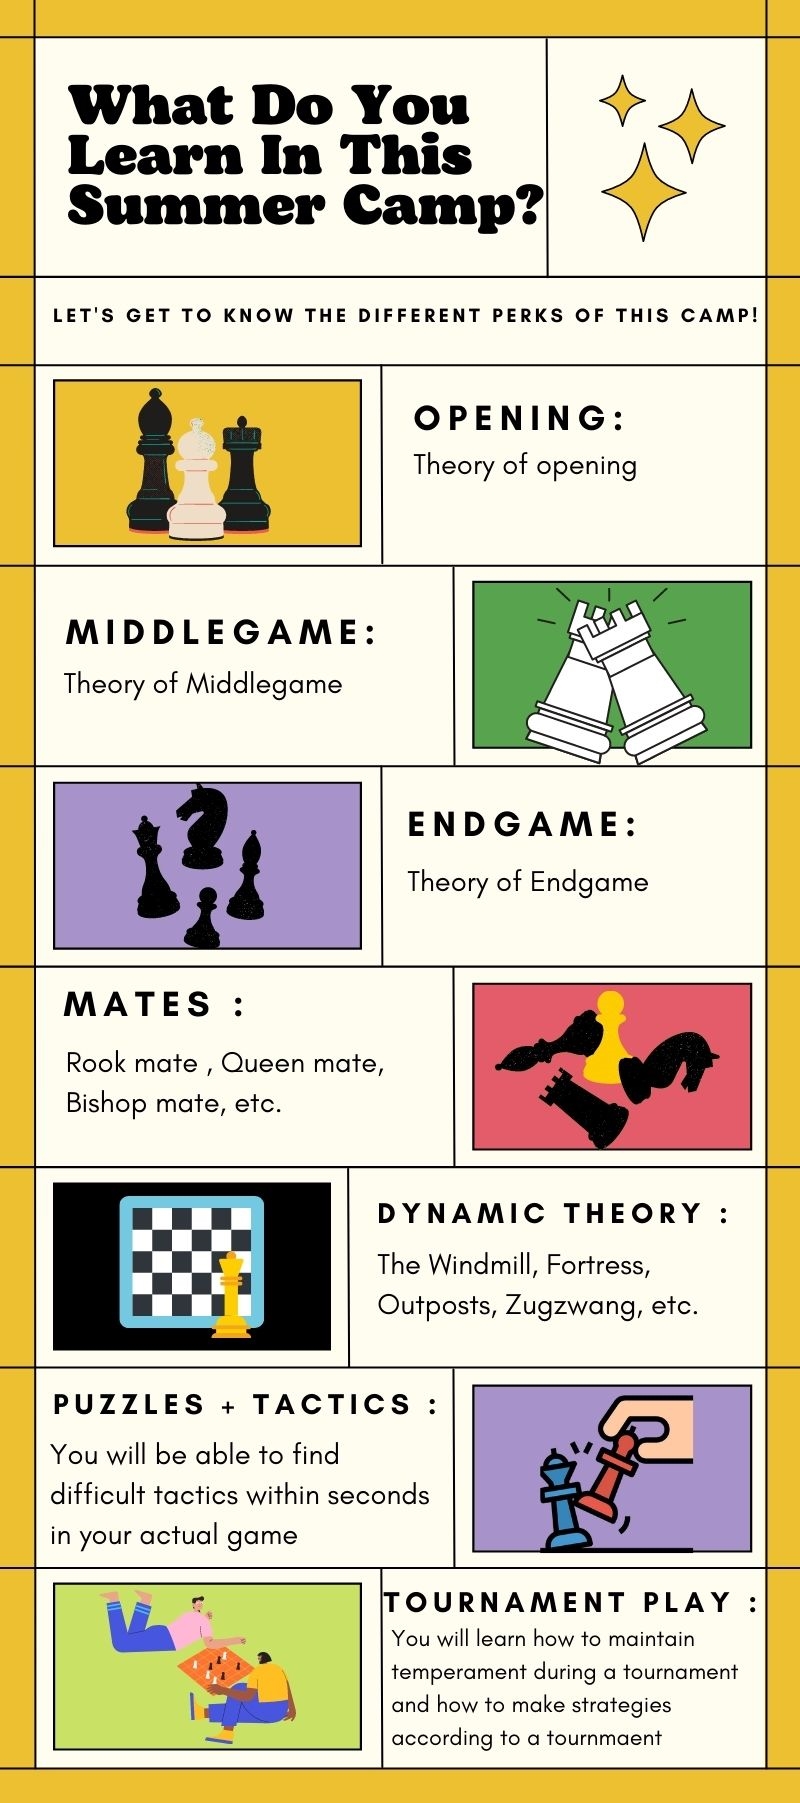 What Do You
Learn In This
Summer Camp?
LET'S GET TO KNOW THE DIFFERENT PERKS OF THIS CAMP!
OPENING:
Theory of opening
MIDDLEGAME:
Theory of Middlegame
ENDGAME:
Theory of Endgame
MATES :
Rook mate , Queen mate,
Bishop mate, etc.
DYNAMIC THEORY :
The Windmill, Fortress,
Outposts, Zugzwang, etc.
PUZZLES + TACTICS :
You will be able to find
difficult tactics within seconds
in your actual game
TOURNAMENT PLAY :
You will learn how to maintain
temperament during a tournament
and how to make strategies
according to a tournmaent